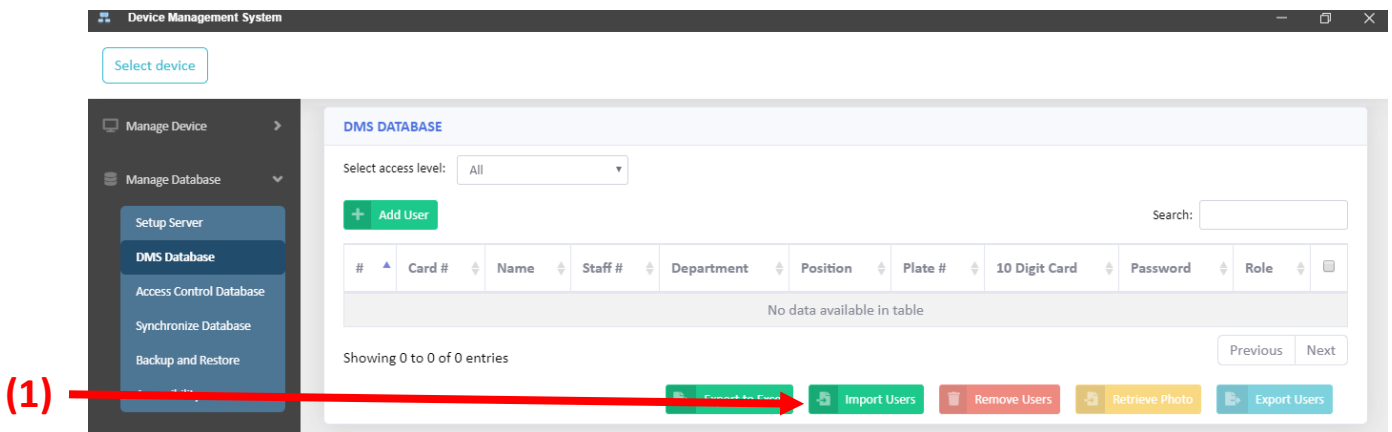 Device Management System
Select device
Manage Device
Manage Database
Setup Server
DMS Database
Access Control Database
Synchronize Database
Backup and Restore
DMS DATABASE
Select access level: All
Add User
Search:
# Card # Name Staff # Department Position Plate # 10 Digit Card Password Role
No data available in table
Showing 0 to 0 of 0 entries
Previous Next
(1)
Export to Import Users Remove Users Retrieve Photo Export Users